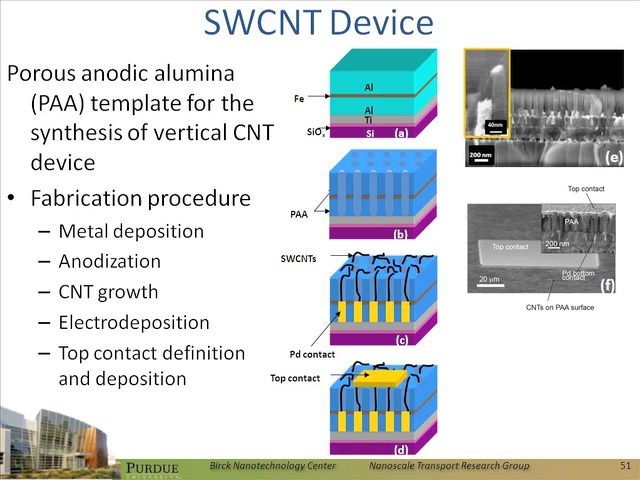 SWCNT Device
Porous anodic alumina
(PAA) template for the
synthesis of vertical CNT
device
• Fabrication procedure
– Metal deposition
– Anodization
– CNT growth
– Electrodeposition
– Top contact definition
and deposition
Al
Fe
Al
Ti
SiOx
Si
(a)
PAA
(b)
SWCNTs
(c)
Pd contact
Top contact
(d)
40nm
200 nm
(e)
Top contact
PAA
Top contact
200 nm
Pd bottom
contact
20 µm
(f)
CNTs on PAA surface
PURDUE
UNIVERSITY
Birck Nanotechnology Center
Nanoscale Transport Research Group
51